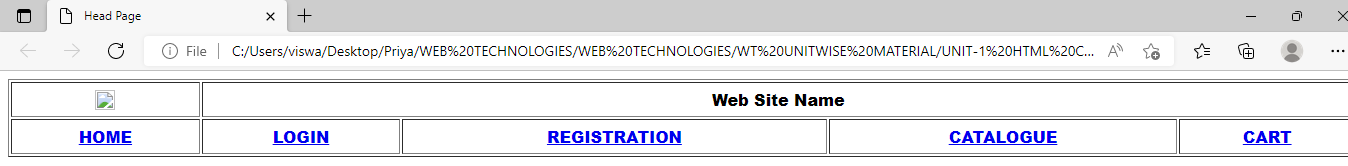 Head Page
File C:/Users/viswa/Desktop/Priya/WEB%20TECHNOLOGIES/WEB%20TECHNOLOGIES/WT%20UNITWISE%20MATERIAL/UNIT-1%20HTML%20C...
Web Site Name
HOME LOGIN REGISTRATION CATALOGUE CART